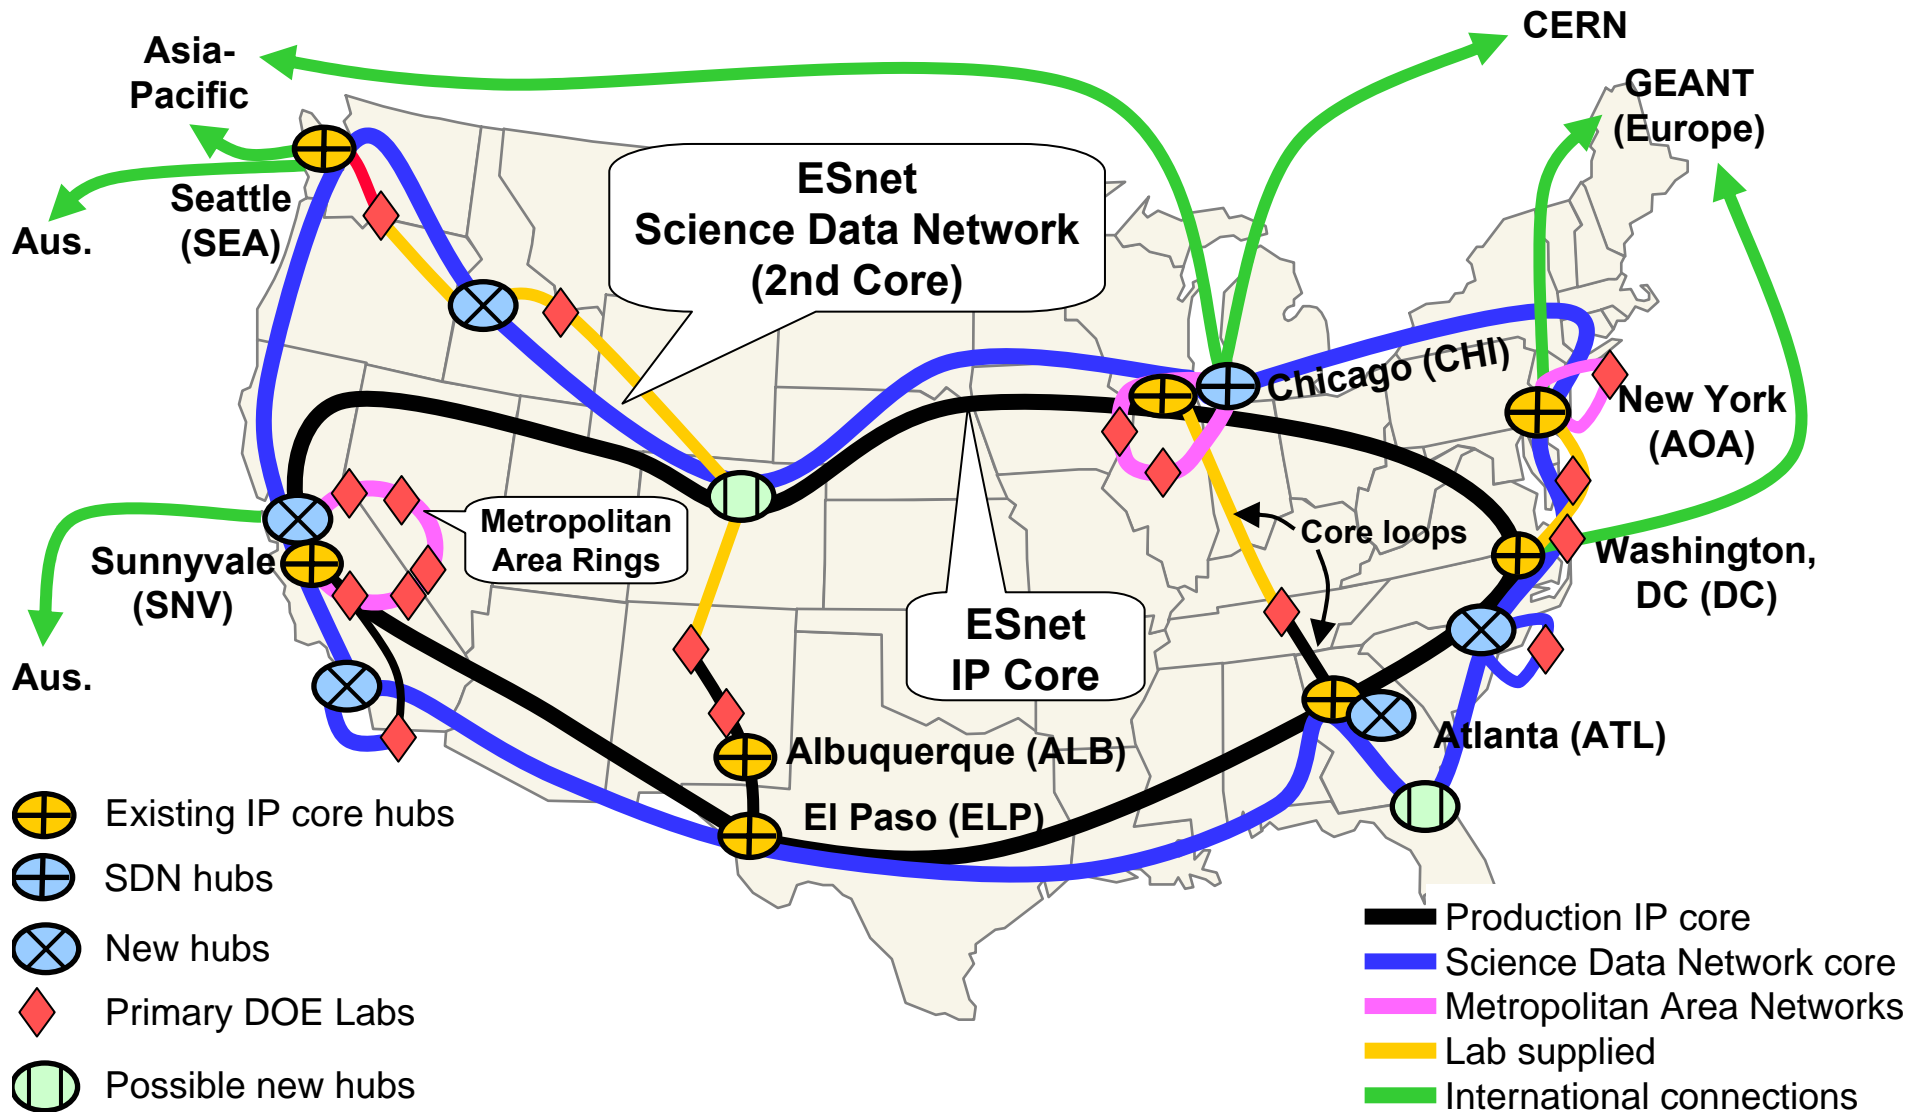 Asia-
Pacific
CERN
GEANT
(Europe)
Seattle
(SEA)
Aus.
ESnet
Science Data Network
(2nd Core)
Chicago (CHI)
New York
(AOA)
Metropolitan
Area Rings
Core loops
Sunnyvale
(SNV)
Washington,
DC (DC)
ESnet
IP Core
Aus.
Atlanta (ATL)
Albuquerque (ALB)
El Paso (ELP)
Existing IP core hubs
SDN hubs
New hubs
Primary DOE Labs
Possible new hubs
Production IP core
Science Data Network core
Metropolitan Area Networks
Lab supplied
International connections